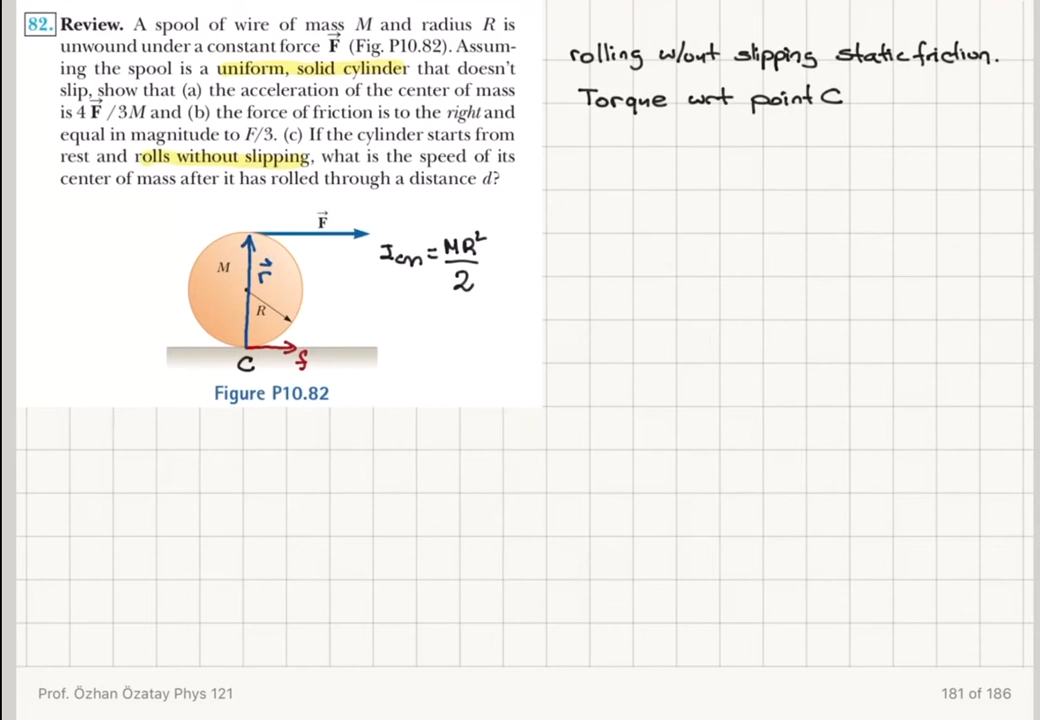 82. Review. A spool of wire of mass M and radius R is
unwound under a constant force F⃗ (Fig. P10.82). Assum-
ing the spool is a uniform, solid cylinder that doesn't
slip, show that (a) the acceleration of the center of mass
is 4 F⃗ /3M and (b) the force of friction is to the right and
equal in magnitude to F/3. (c) If the cylinder starts from
rest and rolls without slipping, what is the speed of its
center of mass after it has rolled through a distance d?
rolling w/out slipping static friction.
Torque wrt point C
F⃗
M
r⃗
R
I cm = MR²
2
C
f
Figure P10.82
Prof. Özhan Özatay Phys 121
181 of 186